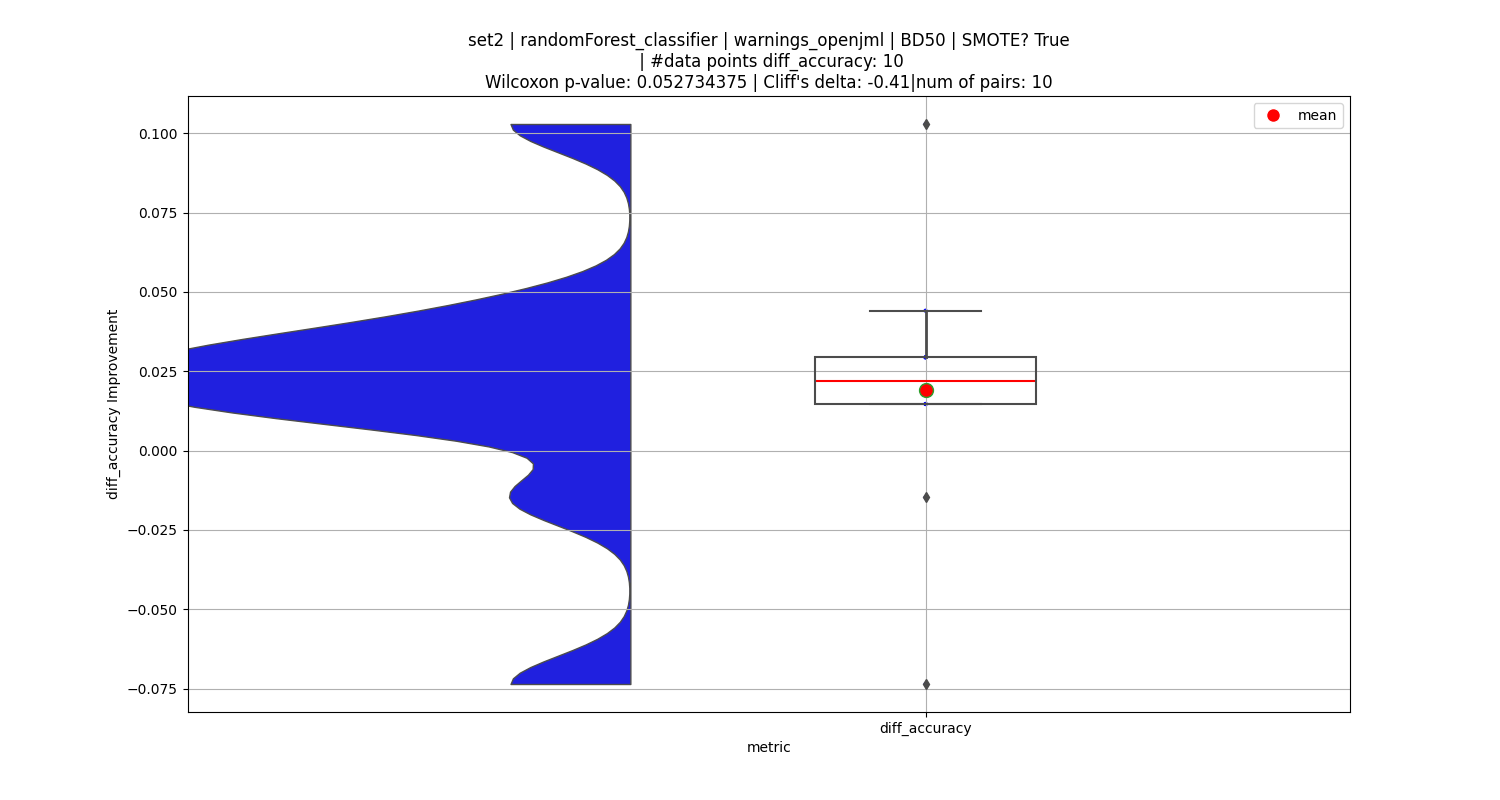 set2 | randomForest_classifier | warnings_openjml | BD50 | SMOTE? True
| #data points diff_accuracy: 10
Wilcoxon p-value: 0.052734375 | Cliff's delta: -0.41|num of pairs: 10
mean
0.100
0.075
0.050
0.025
0.000
−0.025
−0.050
−0.075
diff_accuracy Improvement
diff_accuracy
metric